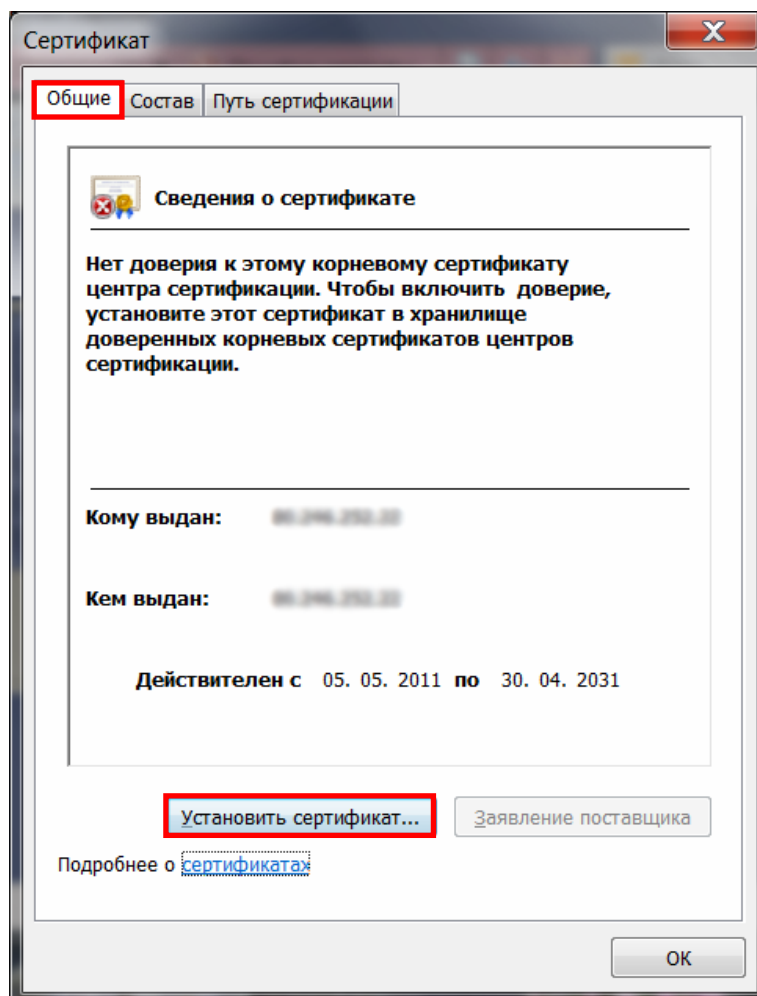 Сертификат
Общие Состав Путь сертификации
Сведения о сертификате
Нет доверия к этому корневому сертификату
центра сертификации. Чтобы включить доверие,
установите этот сертификат в хранилище
доверенных корневых сертификатов центров
сертификации.
Кому выдан:
Кем выдан:
Действителен с 05. 05. 2011 по 30. 04. 2031
Установить сертификат... Заявление поставщика
Подробнее о сертификатах
ОК